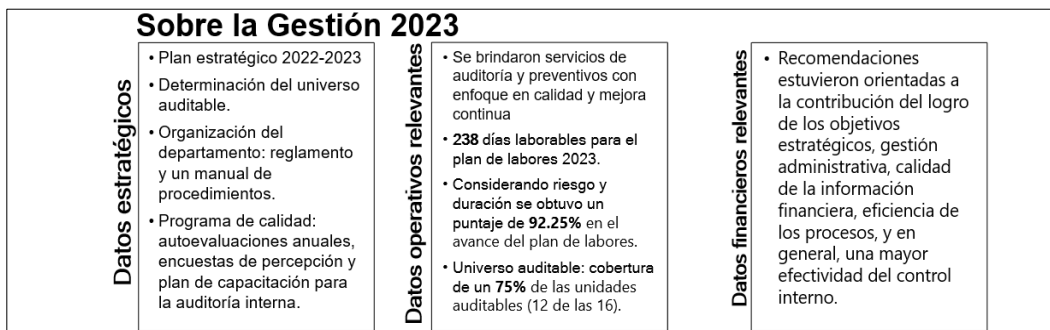 Sobre la Gestión 2023
Datos estratégicos
• Plan estratégico 2022-2023
• Determinación del universo
auditable.
• Organización del
departamento: reglamento
y un manual de
procedimientos.
• Programa de calidad:
autoevaluaciones anuales,
encuestas de percepción y
plan de capacitación para
la auditoría interna.
Datos operativos relevantes
• Se brindaron servicios de
auditoría y preventivos con
enfoque en calidad y mejora
continua
• 238 días laborables para el
plan de labores 2023.
• Considerando riesgo y
duración se obtuvo un
puntaje de 92.25% en el
avance del plan de labores.
• Universo auditable: cobertura
de un 75% de las unidades
auditables (12 de las 16).
Datos financieros relevantes
• Recomendaciones
estuvieron orientadas a
la contribución del logro
de los objetivos
estratégicos, gestión
administrativa, calidad
de la información
financiera, eficiencia de
los procesos, y en
general, una mayor
efectividad del control
interno.